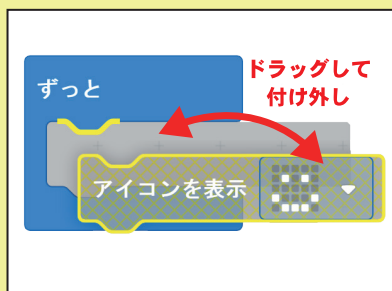 ずっと
ドラッグして
付け外し
アイコンを表示